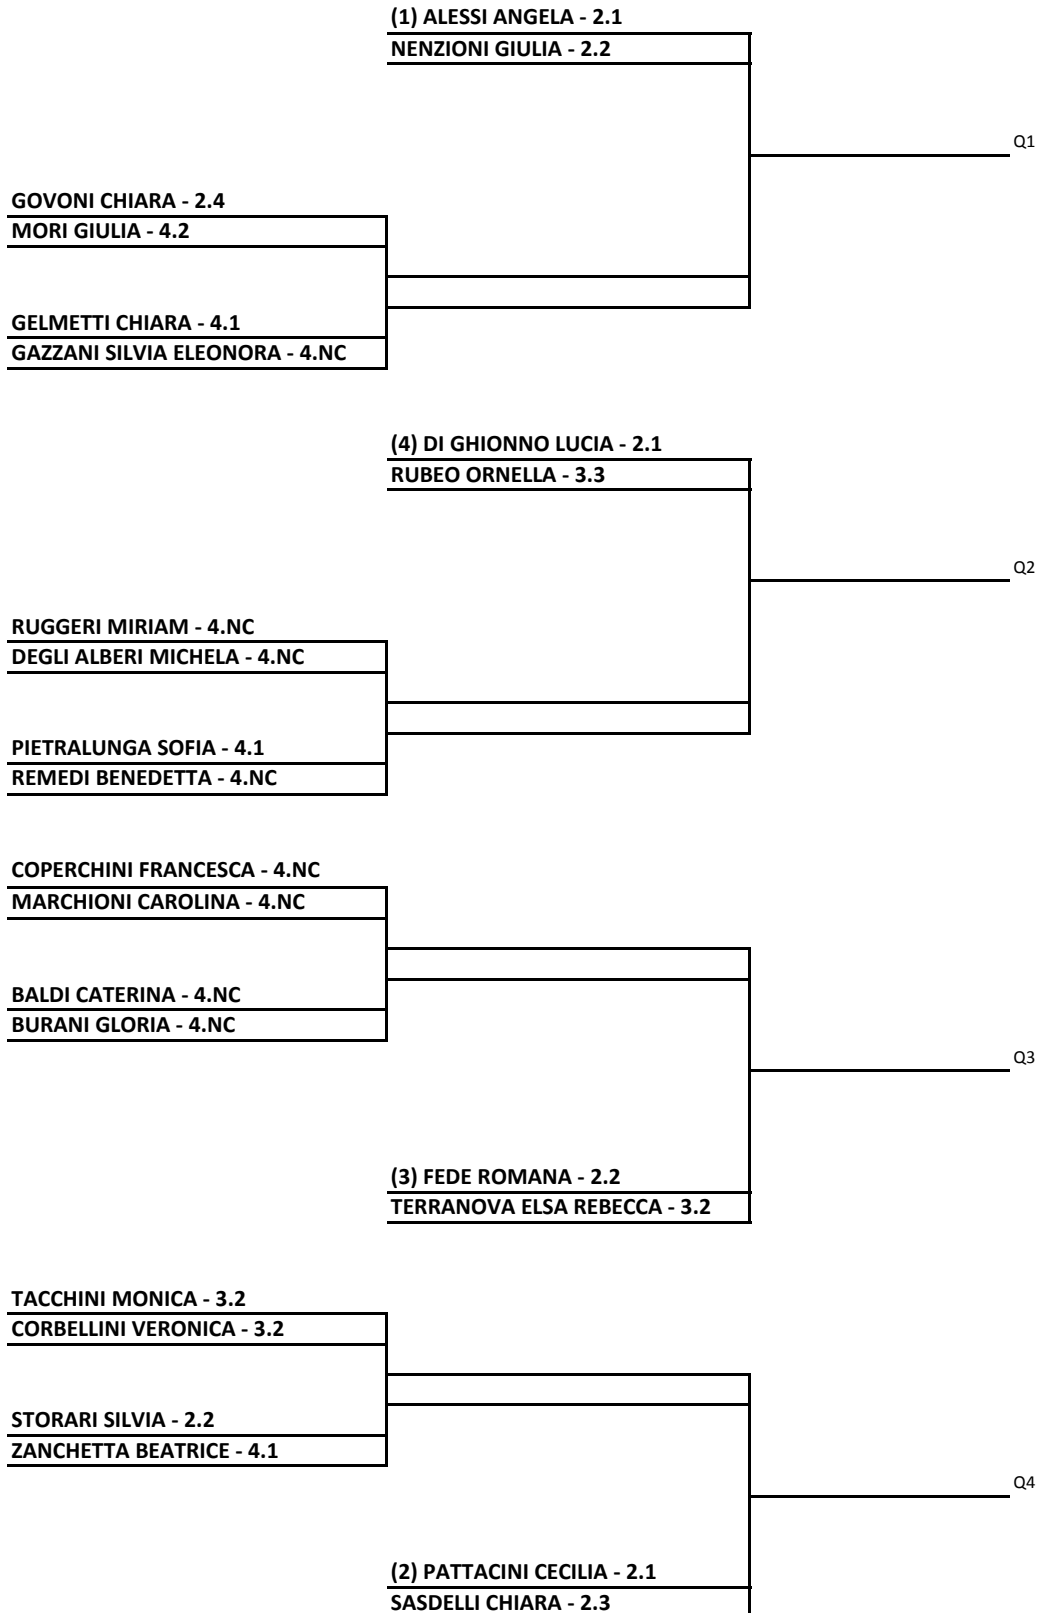 (1) ALESSI ANGELA - 2.1
NENZIONI GIULIA - 2.2
Q1
GOVONI CHIARA - 2.4
MORI GIULIA - 4.2
GELMETTI CHIARA - 4.1
GAZZANI SILVIA ELEONORA - 4.NC
(4) DI GHIONNO LUCIA - 2.1
RUBEO ORNELLA - 3.3
Q2
RUGGERI MIRIAM - 4.NC
DEGLI ALBERI MICHELA - 4.NC
PIETRALUNGA SOFIA - 4.1
REMEDI BENEDETTA - 4.NC
COPERCHINI FRANCESCA - 4.NC
MARCHIONI CAROLINA - 4.NC
BALDI CATERINA - 4.NC
BURANI GLORIA - 4.NC
Q3
(3) FEDE ROMANA - 2.2
TERRANOVA ELSA REBECCA - 3.2
TACCHINI MONICA - 3.2
CORBELLINI VERONICA - 3.2
STORARI SILVIA - 2.2
ZANCHETTA BEATRICE - 4.1
Q4
(2) PATTACINI CECILIA - 2.1
SASDELLI CHIARA - 2.3